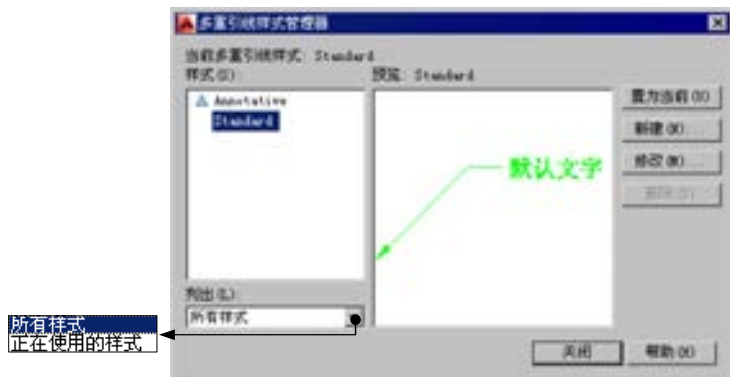 多重引线样式管理器
当前多重引线样式: Standard
样式(S):
预览: Standard
Annotative
Standard
置为当前(U)
新建(N)...
修改(M)...
删除(D)
默认文字
列出(L):
所有样式
所有样式
正在使用的样式
关闭
帮助(H)